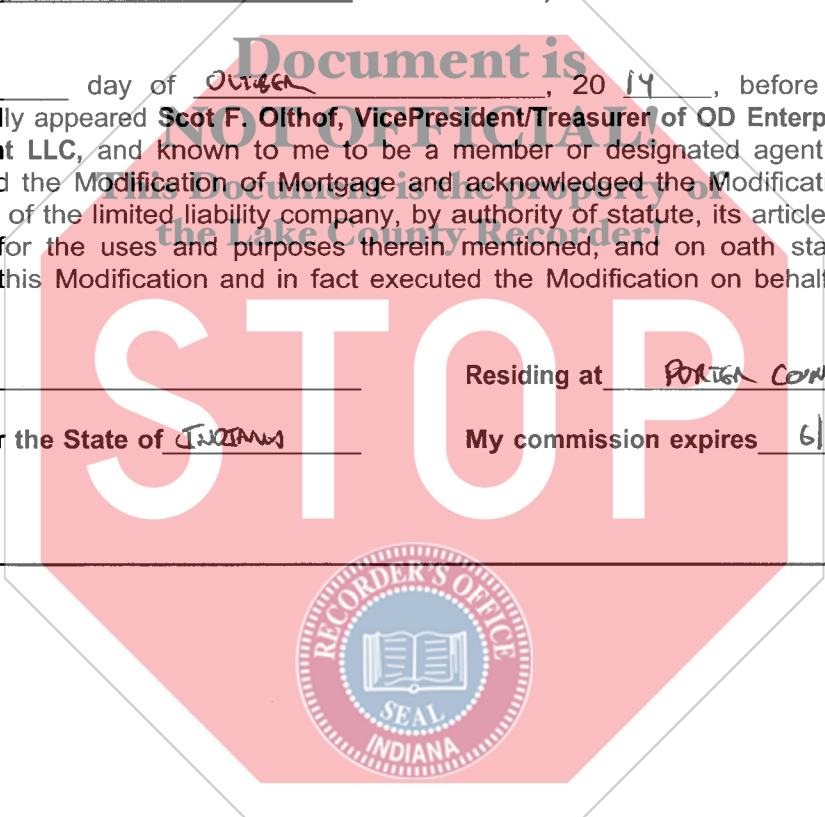 Document is
day of October, 20 14, before
NOT OFFICIAL!
lly appeared Scot F. Olthof, VicePresident/Treasurer of OD Enterp
t LLC, and known to me to be a member or designated agent
d the Modification of Mortgage and acknowledged the Modificati
This Document is the property of
of the limited liability company, by authority of statute, its article
the Lake County Recorder!
for the uses and purposes therein mentioned, and on oath sta
this Modification and in fact executed the Modification on behalf
STOP
Residing at PORTER COUN
r the State of INDIANA
My commission expires 6/
RECORDER'S OFFICE
SEAL
INDIANA